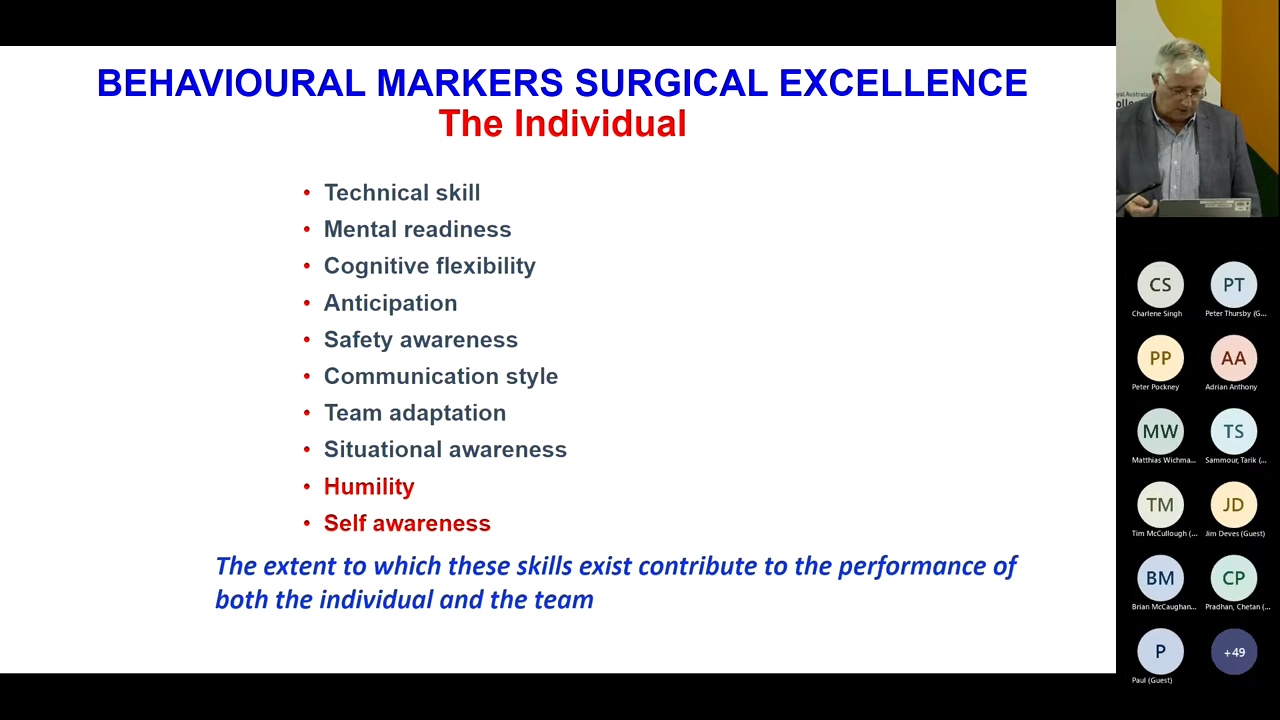 BEHAVIOURAL MARKERS SURGICAL EXCELLENCE
The Individual
• Technical skill
• Mental readiness
• Cognitive flexibility
• Anticipation
• Safety awareness
• Communication style
• Team adaptation
• Situational awareness
• Humility
• Self awareness
The extent to which these skills exist contribute to the performance of
both the individual and the team
yal Australas
CS
Charlene Singh
PT
Peter Thursby (G...
PP
Peter Pockney
AA
Adrian Anthony
MW
Matthias Wichma...
TS
Sammour, Tarik (...
TM
Tim McCullough (...
JD
Jim Deves (Guest)
BM
Brian McCaughan...
CP
Pradhan, Chetan (...
P
Paul (Guest)
+49